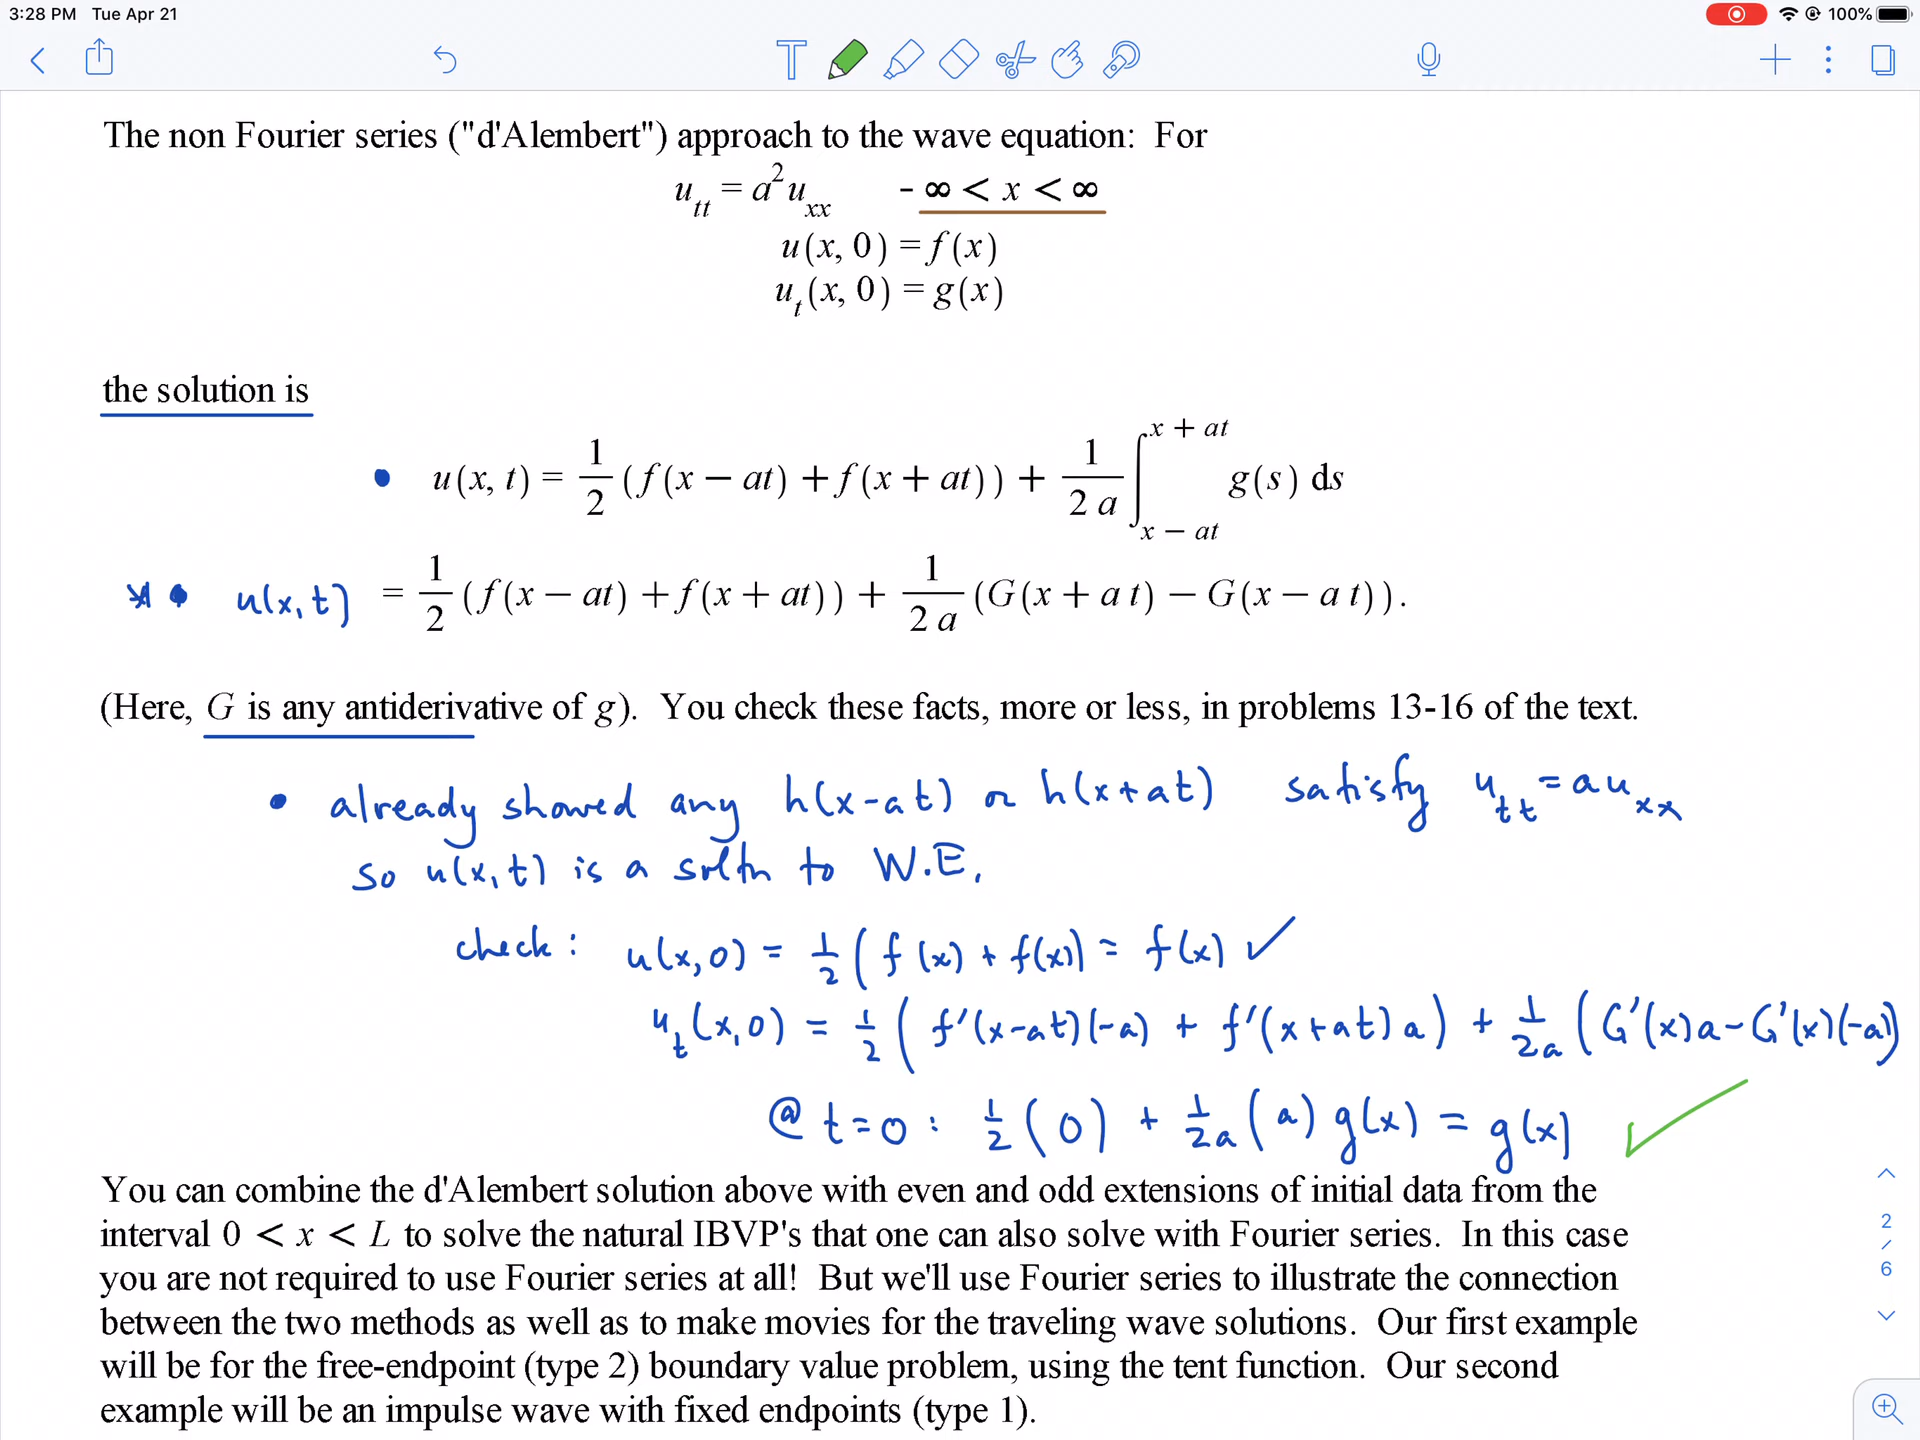 3:28 PM Tue Apr 21
100%
T
The non Fourier series ("d'Alembert") approach to the wave equation: For
u_tt = a^2 u_xx    - ∞ < x < ∞
u(x, 0) = f(x)
u_t(x, 0) = g(x)
the solution is
• u(x, t) = 1/2 (f(x − at) + f(x + at)) + 1/(2 a) ∫_{x − at}^{x + at} g(s) ds
* • u(x,t) = 1/2 (f(x − at) + f(x + at)) + 1/(2 a) (G(x + a t) − G(x − a t)).
(Here, G is any antiderivative of g). You check these facts, more or less, in problems 13-16 of the text.
• already showed any h(x-at) or h(x+at) satisfy u_tt = a u_xx
so u(x,t) is a soltn to W.E.
check: u(x,0) = 1/2 (f(x) + f(x)) = f(x) ✓
u_t(x,0) = 1/2 (f'(x-at)(-a) + f'(x+at) a) + 1/2a (G'(x)a - G'(x)(-a))
@ t=0: 1/2 (0) + 1/2a (a) g(x) = g(x) ✓
You can combine the d'Alembert solution above with even and odd extensions of initial data from the
interval 0 < x < L to solve the natural IBVP's that one can also solve with Fourier series. In this case
you are not required to use Fourier series at all! But we'll use Fourier series to illustrate the connection
between the two methods as well as to make movies for the traveling wave solutions. Our first example
will be for the free-endpoint (type 2) boundary value problem, using the tent function. Our second
example will be an impulse wave with fixed endpoints (type 1).
2
/
6